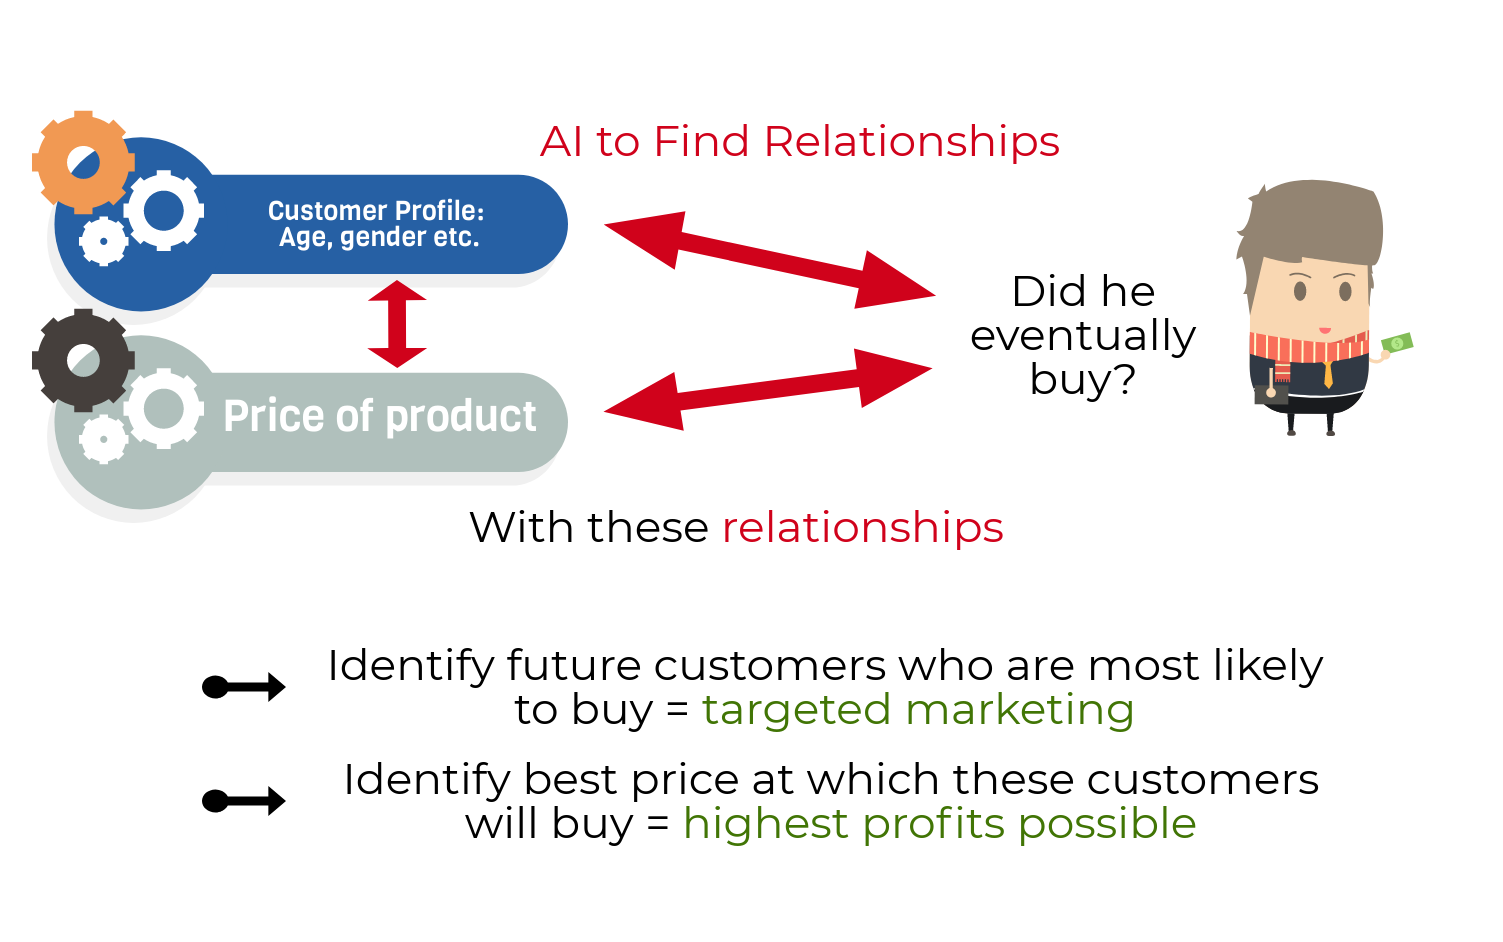 AI to Find Relationships
Customer Profile:
Age, gender etc.
Price of product
Did he
eventually
buy?
With these relationships
Identify future customers who are most likely
to buy = targeted marketing
Identify best price at which these customers
will buy = highest profits possible